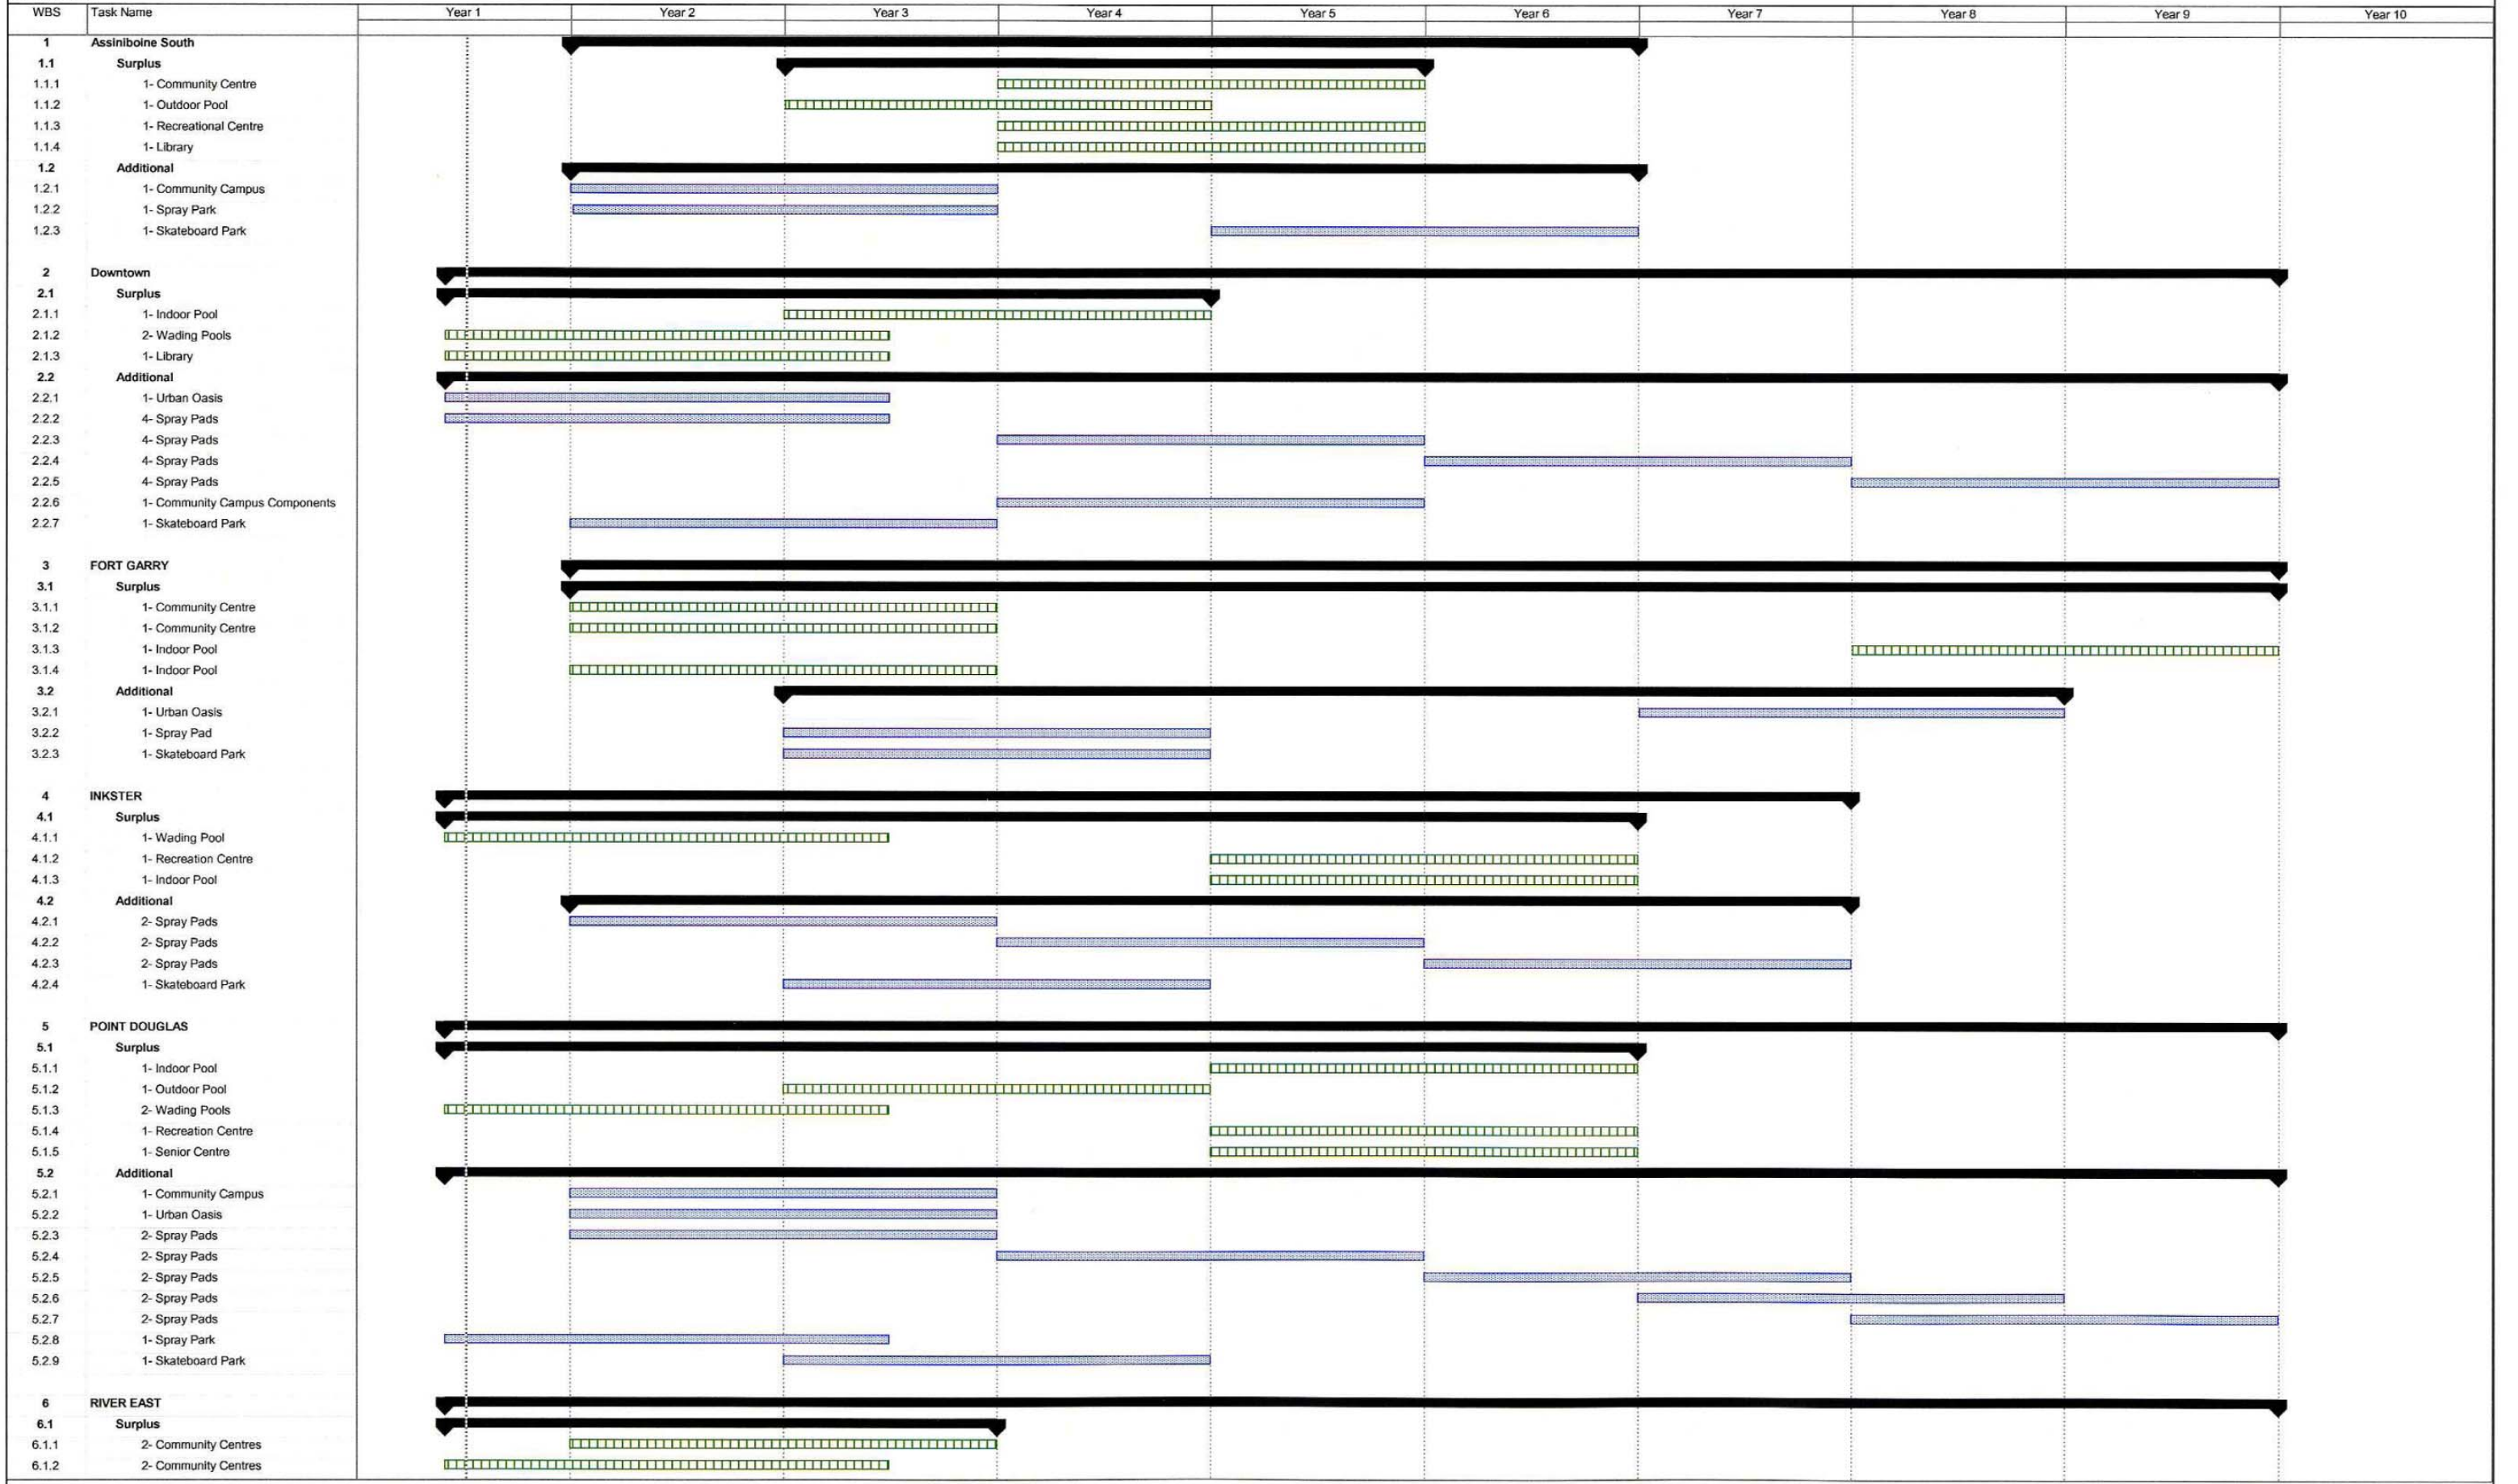 WBS Task Name Year 1 Year 2 Year 3 Year 4 Year 5 Year 6 Year 7 Year 8 Year 9 Year 10
1 Assiniboine South
1.1 Surplus
1.1.1 1- Community Centre
1.1.2 1- Outdoor Pool
1.1.3 1- Recreational Centre
1.1.4 1- Library
1.2 Additional
1.2.1 1- Community Campus
1.2.2 1- Spray Park
1.2.3 1- Skateboard Park
2 Downtown
2.1 Surplus
2.1.1 1- Indoor Pool
2.1.2 2- Wading Pools
2.1.3 1- Library
2.2 Additional
2.2.1 1- Urban Oasis
2.2.2 4- Spray Pads
2.2.3 4- Spray Pads
2.2.4 4- Spray Pads
2.2.5 4- Spray Pads
2.2.6 1- Community Campus Components
2.2.7 1- Skateboard Park
3 FORT GARRY
3.1 Surplus
3.1.1 1- Community Centre
3.1.2 1- Community Centre
3.1.3 1- Indoor Pool
3.1.4 1- Indoor Pool
3.2 Additional
3.2.1 1- Urban Oasis
3.2.2 1- Spray Pad
3.2.3 1- Skateboard Park
4 INKSTER
4.1 Surplus
4.1.1 1- Wading Pool
4.1.2 1- Recreation Centre
4.1.3 1- Indoor Pool
4.2 Additional
4.2.1 2- Spray Pads
4.2.2 2- Spray Pads
4.2.3 2- Spray Pads
4.2.4 1- Skateboard Park
5 POINT DOUGLAS
5.1 Surplus
5.1.1 1- Indoor Pool
5.1.2 1- Outdoor Pool
5.1.3 2- Wading Pools
5.1.4 1- Recreation Centre
5.1.5 1- Senior Centre
5.2 Additional
5.2.1 1- Community Campus
5.2.2 1- Urban Oasis
5.2.3 2- Spray Pads
5.2.4 2- Spray Pads
5.2.5 2- Spray Pads
5.2.6 2- Spray Pads
5.2.7 2- Spray Pads
5.2.8 1- Spray Park
5.2.9 1- Skateboard Park
6 RIVER EAST
6.1 Surplus
6.1.1 2- Community Centres
6.1.2 2- Community Centres